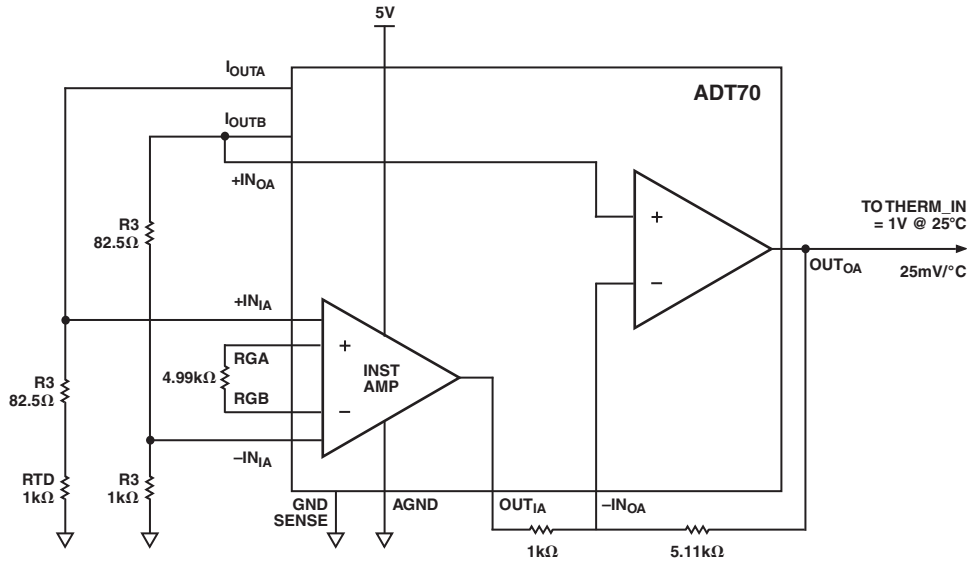 5V
I_OUTA
ADT70
I_OUTB
+IN_OA
R3
82.5Ω
+
TO THERM_IN
= 1V @ 25°C
OUT_OA
25mV/°C
−
+IN_IA
+
RGA
4.99kΩ
INST
AMP
RGB
−
R3
82.5Ω
−IN_IA
RTD
1kΩ
R3
1kΩ
GND
SENSE
AGND
OUT_IA
−IN_OA
1kΩ
5.11kΩ